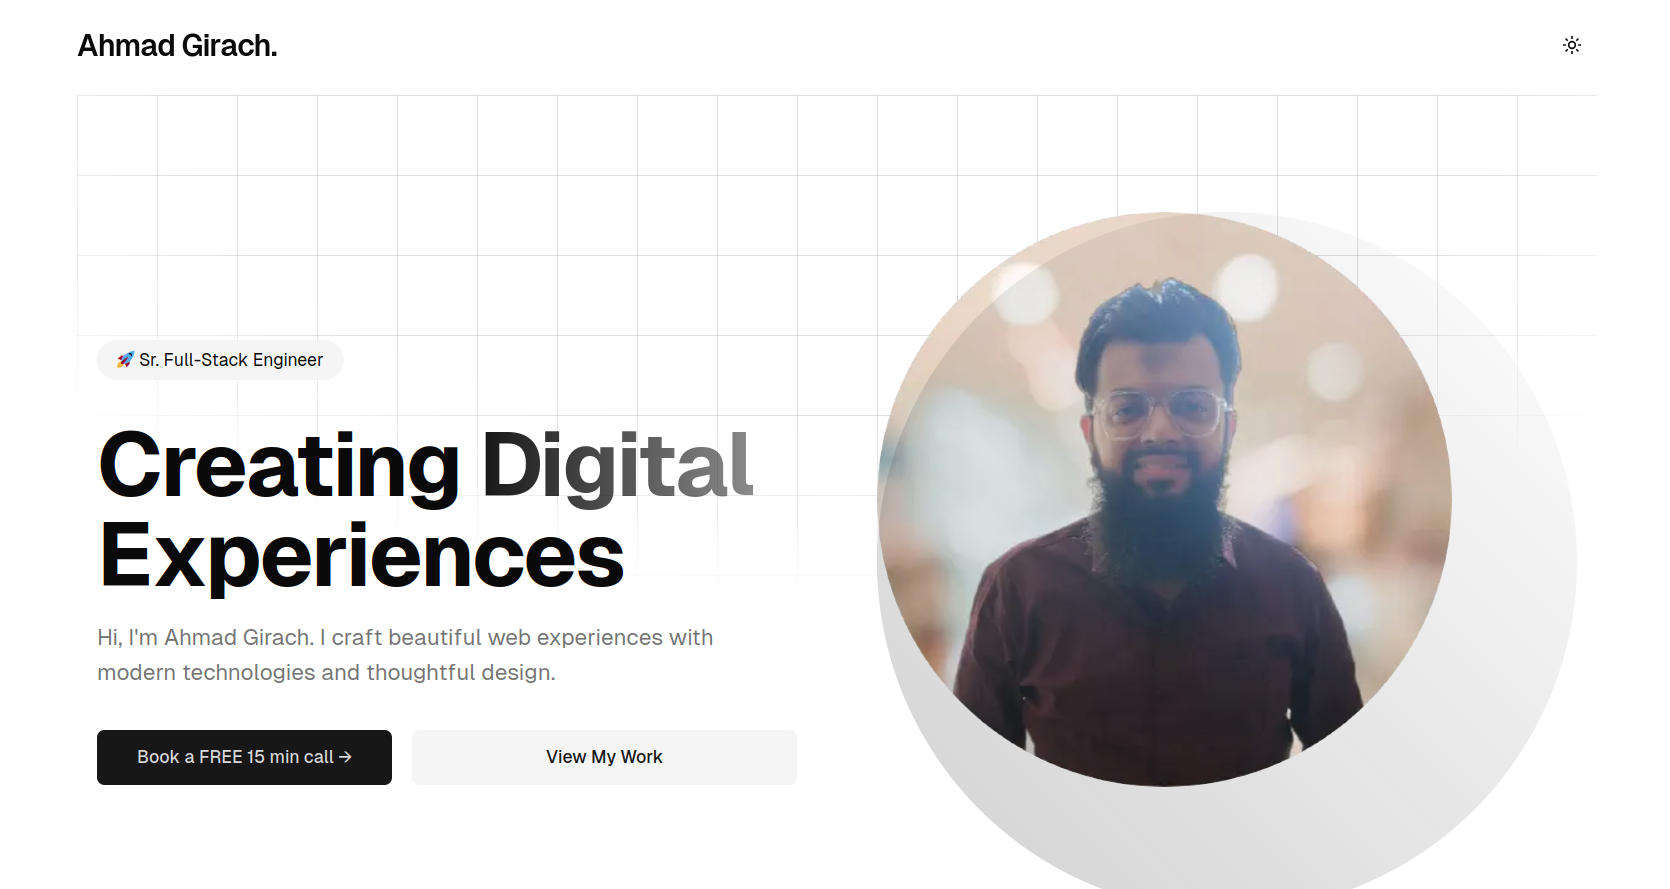 Ahmad Girach.
🚀 Sr. Full-Stack Engineer
Creating Digital
Experiences
Hi, I'm Ahmad Girach. I craft beautiful web experiences with
modern technologies and thoughtful design.
Book a FREE 15 min call →
View My Work